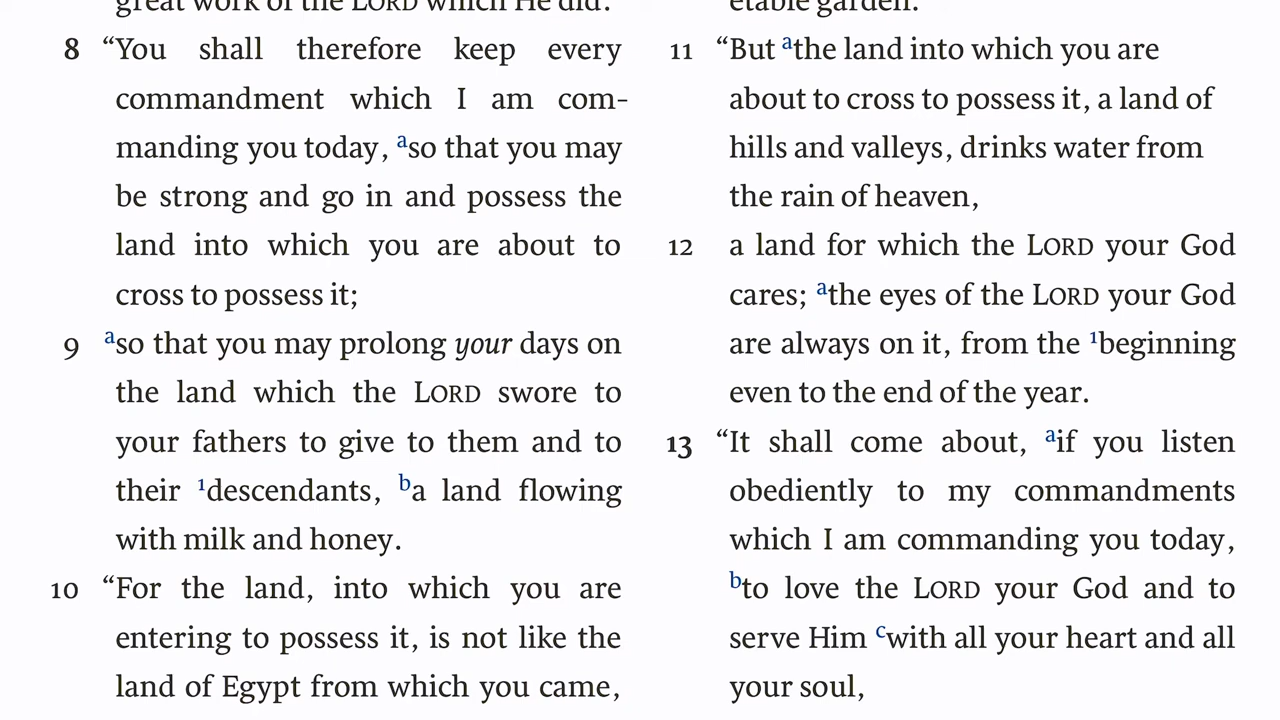 great work of the LORD which He did.
8 “You shall therefore keep every
commandment which I am com-
manding you today, aso that you may
be strong and go in and possess the
land into which you are about to
cross to possess it;
9 aso that you may prolong your days on
the land which the LORD swore to
your fathers to give to them and to
their 1descendants, ba land flowing
with milk and honey.
10 “For the land, into which you are
entering to possess it, is not like the
land of Egypt from which you came,
etable garden.
11 “But athe land into which you are
about to cross to possess it, a land of
hills and valleys, drinks water from
the rain of heaven,
12 a land for which the LORD your God
cares; athe eyes of the LORD your God
are always on it, from the 1beginning
even to the end of the year.
13 “It shall come about, aif you listen
obediently to my commandments
which I am commanding you today,
bto love the LORD your God and to
serve Him cwith all your heart and all
your soul,